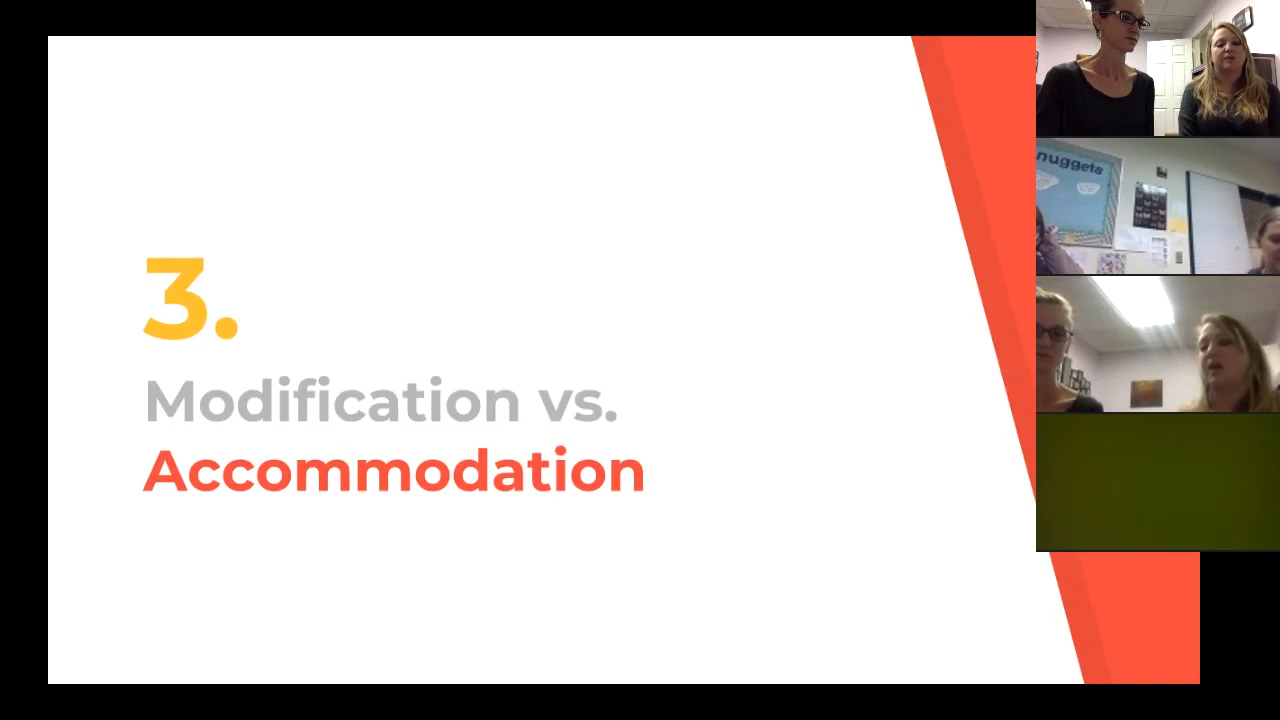 3.
Modification vs.
Accommodation
nuggets